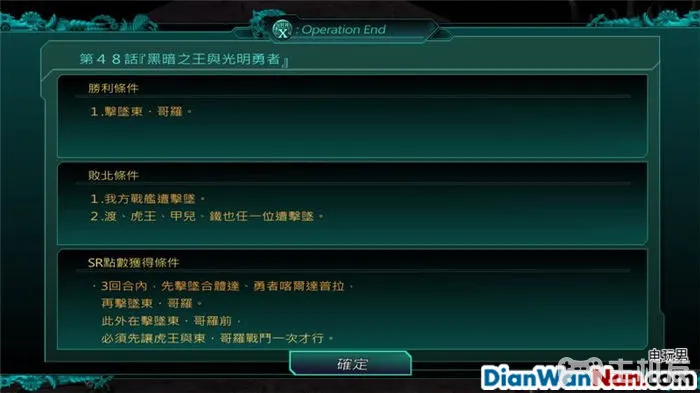 X : Operation End
第48話『黑暗之王與光明勇者』
勝利條件
1.擊墜東．哥羅。
敗北條件
1.我方戰艦遭擊墜。
2.渡、虎王、甲兒、鐵也任一位遭擊墜。
SR點數獲得條件
．3回合內，先擊墜合體達、勇者喀爾達普拉，
再擊墜東．哥羅。
此外在擊墜東．哥羅前，
必須先讓虎王與東．哥羅戰鬥一次才行。
確定
电玩男
DianWanNan.com